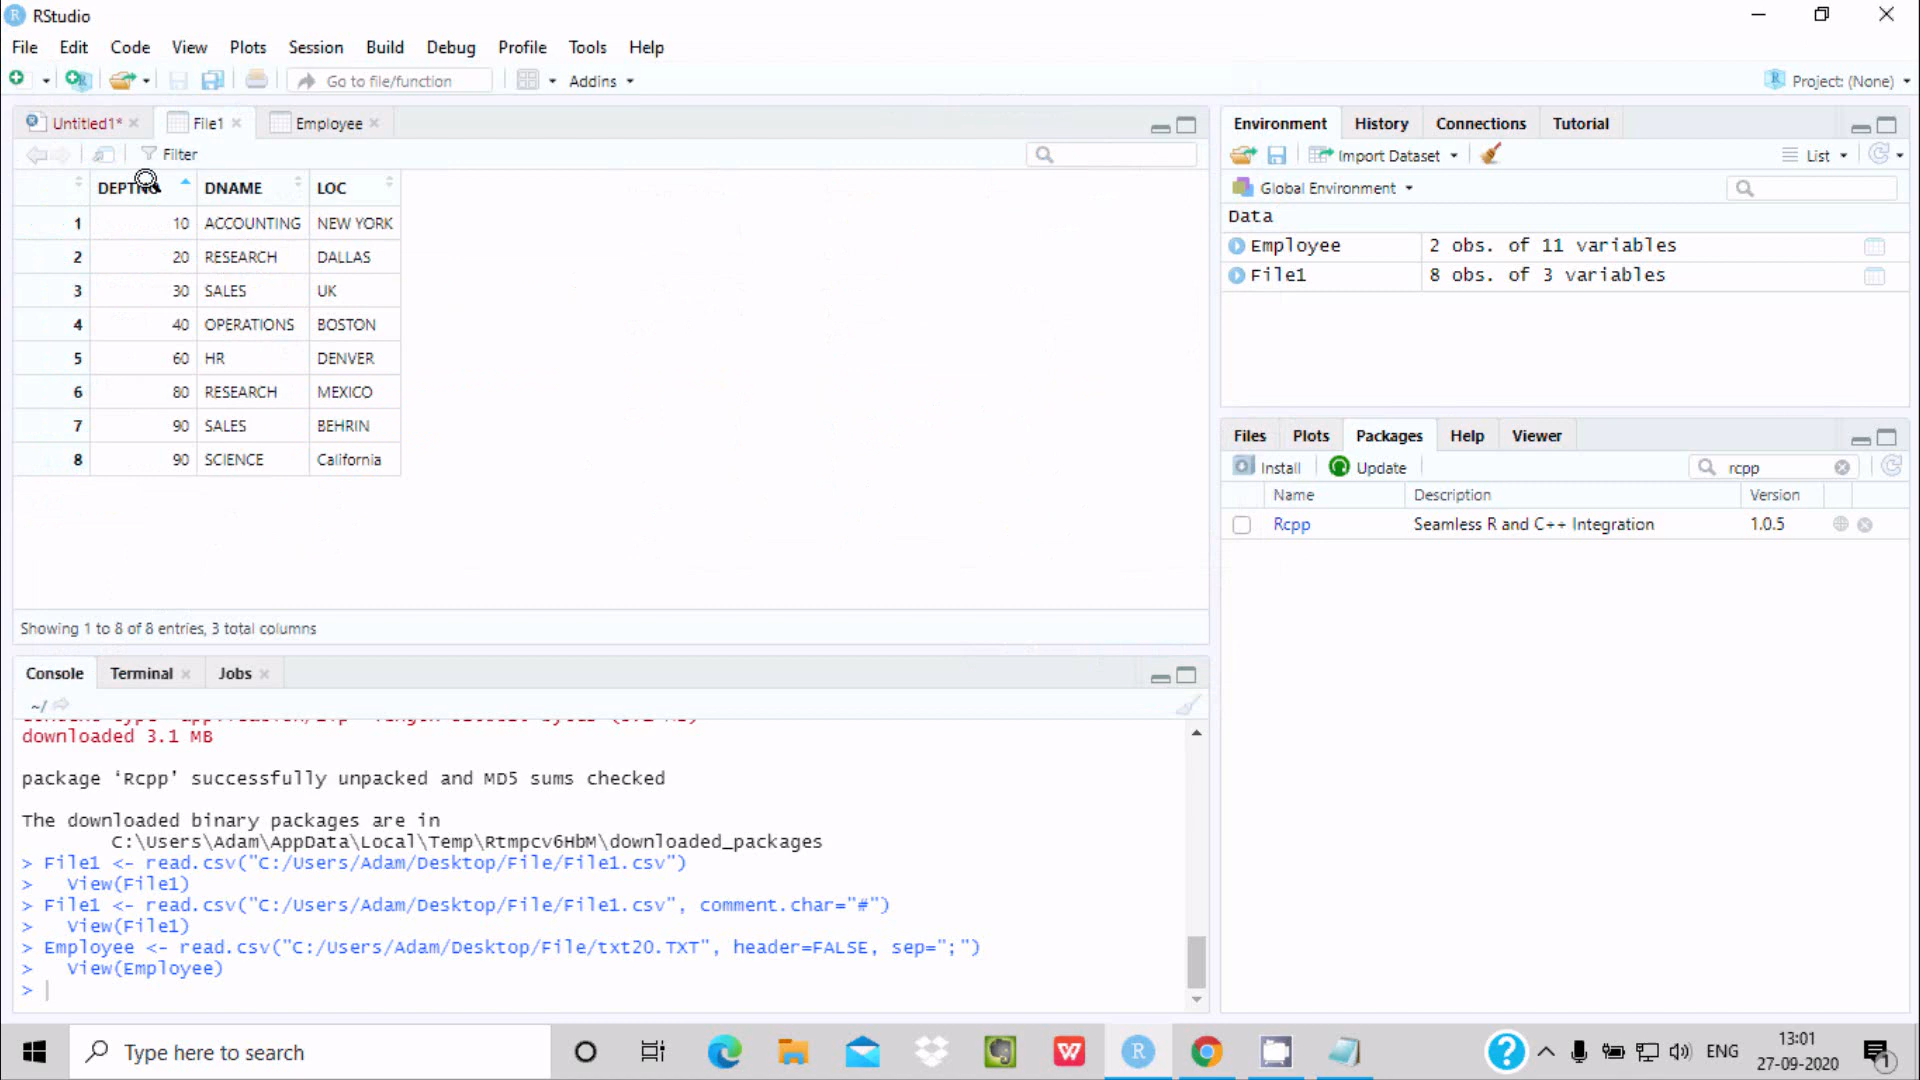 RStudio
File Edit Code View Plots Session Build Debug Profile Tools Help
Go to file/function Addins Project: (None)
Untitled1* File1 Employee
Filter
DNAME LOC
1 10 ACCOUNTING NEW YORK
2 20 RESEARCH DALLAS
3 30 SALES UK
4 40 OPERATIONS BOSTON
5 60 HR DENVER
6 80 RESEARCH MEXICO
7 90 SALES BEHRIN
8 90 SCIENCE California
Showing 1 to 8 of 8 entries, 3 total columns
Console Terminal Jobs
~/
downloaded 3.1 MB
package ‘Rcpp’ successfully unpacked and MD5 sums checked
The downloaded binary packages are in
C:\Users\Adam\AppData\Local\Temp\Rtmpcv6HbM\downloaded_packages
> File1 <- read.csv("C:/Users/Adam/Desktop/File/File1.csv")
> View(File1)
> File1 <- read.csv("C:/Users/Adam/Desktop/File/File1.csv", comment.char="#")
> View(File1)
> Employee <- read.csv("C:/Users/Adam/Desktop/File/txt20.TXT", header=FALSE, sep=";")
> View(Employee)
>
Environment History Connections Tutorial
Import Dataset List
Global Environment
Data
Employee 2 obs. of 11 variables
File1 8 obs. of 3 variables
Files Plots Packages Help Viewer
Install Update rcpp
Name Description Version
Rcpp Seamless R and C++ Integration 1.0.5
Type here to search
ENG
13:01
27-09-2020
1